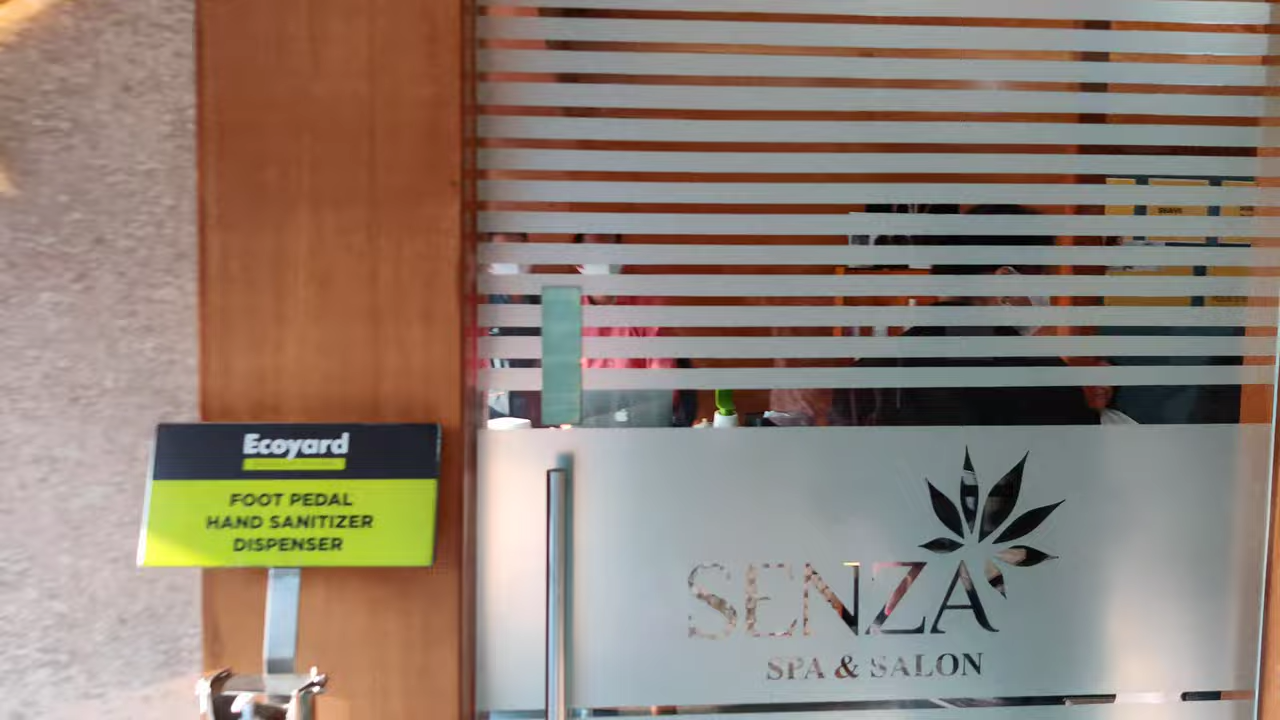 Ecoyard
FOOT PEDAL
HAND SANITIZER
DISPENSER
SENZA
SPA & SALON